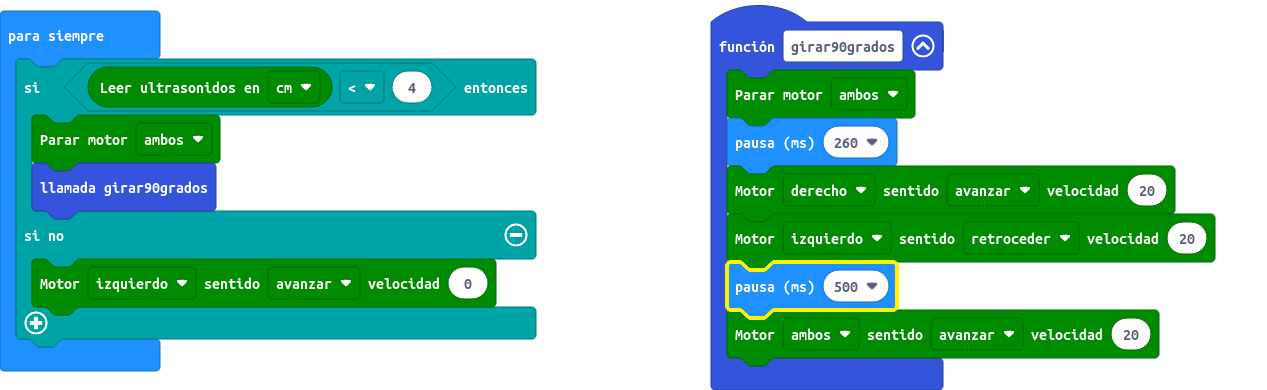 para siempre
si Leer ultrasonidos en cm < 4 entonces
Parar motor ambos
llamada girar90grados
si no
Motor izquierdo sentido avanzar velocidad 0
función girar90grados
Parar motor ambos
pausa (ms) 260
Motor derecho sentido avanzar velocidad 20
Motor izquierdo sentido retroceder velocidad 20
pausa (ms) 500
Motor ambos sentido avanzar velocidad 20